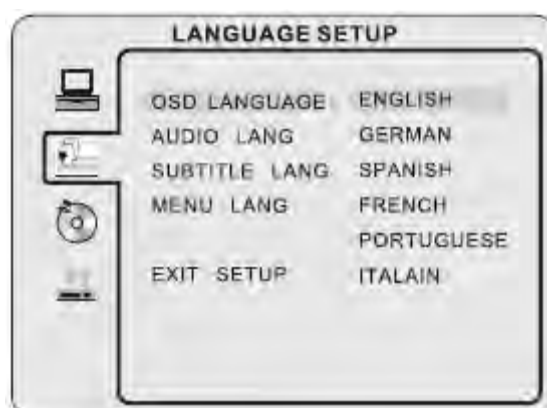 LANGUAGE SETUP
OSD LANGUAGE ENGLISH
AUDIO LANG GERMAN
SUBTITLE LANG SPANISH
MENU LANG FRENCH
PORTUGUESE
EXIT SETUP ITALAIN